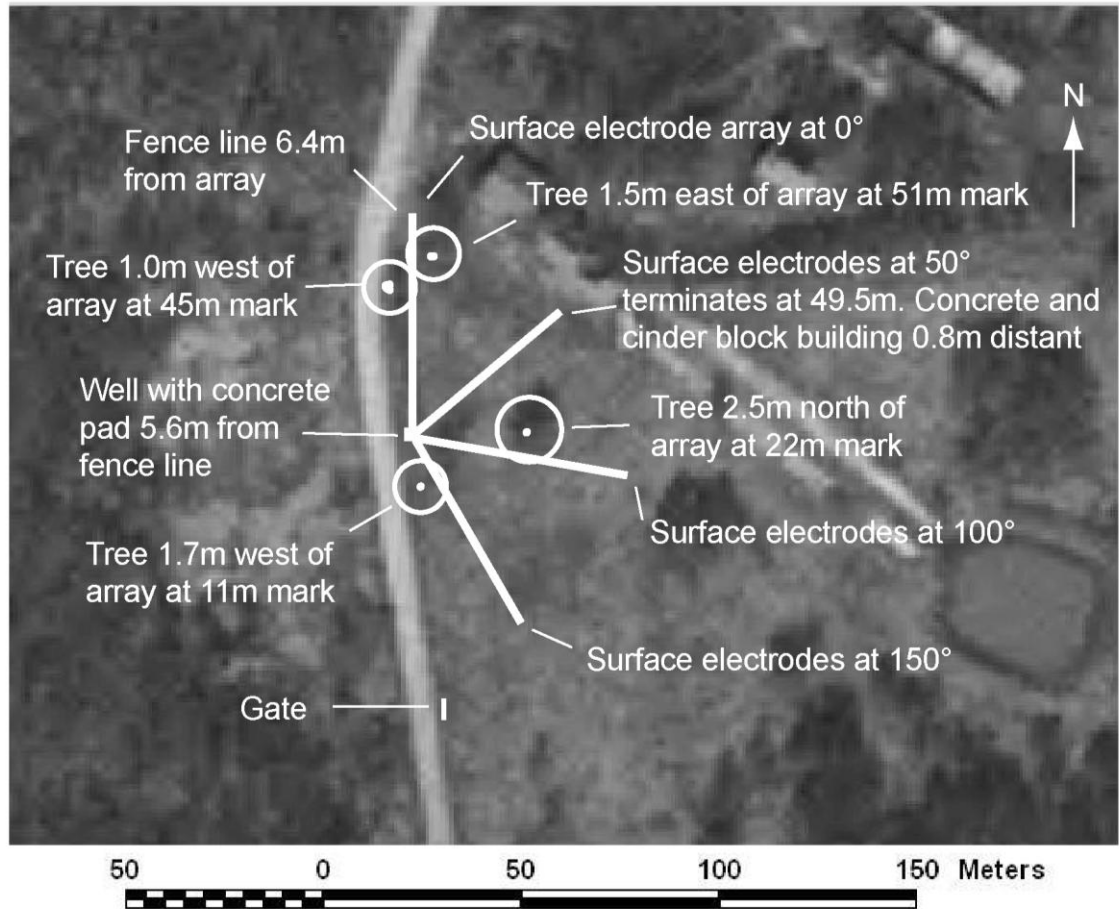 N
Surface electrode array at 0°
Fence line 6.4m
from array
Tree 1.5m east of array at 51m mark
Tree 1.0m west of
array at 45m mark
Surface electrodes at 50°
terminates at 49.5m. Concrete and
cinder block building 0.8m distant
Well with concrete
pad 5.6m from
fence line
Tree 2.5m north of
array at 22m mark
Surface electrodes at 100°
Tree 1.7m west of
array at 11m mark
Surface electrodes at 150°
Gate
50 0 50 100 150 Meters